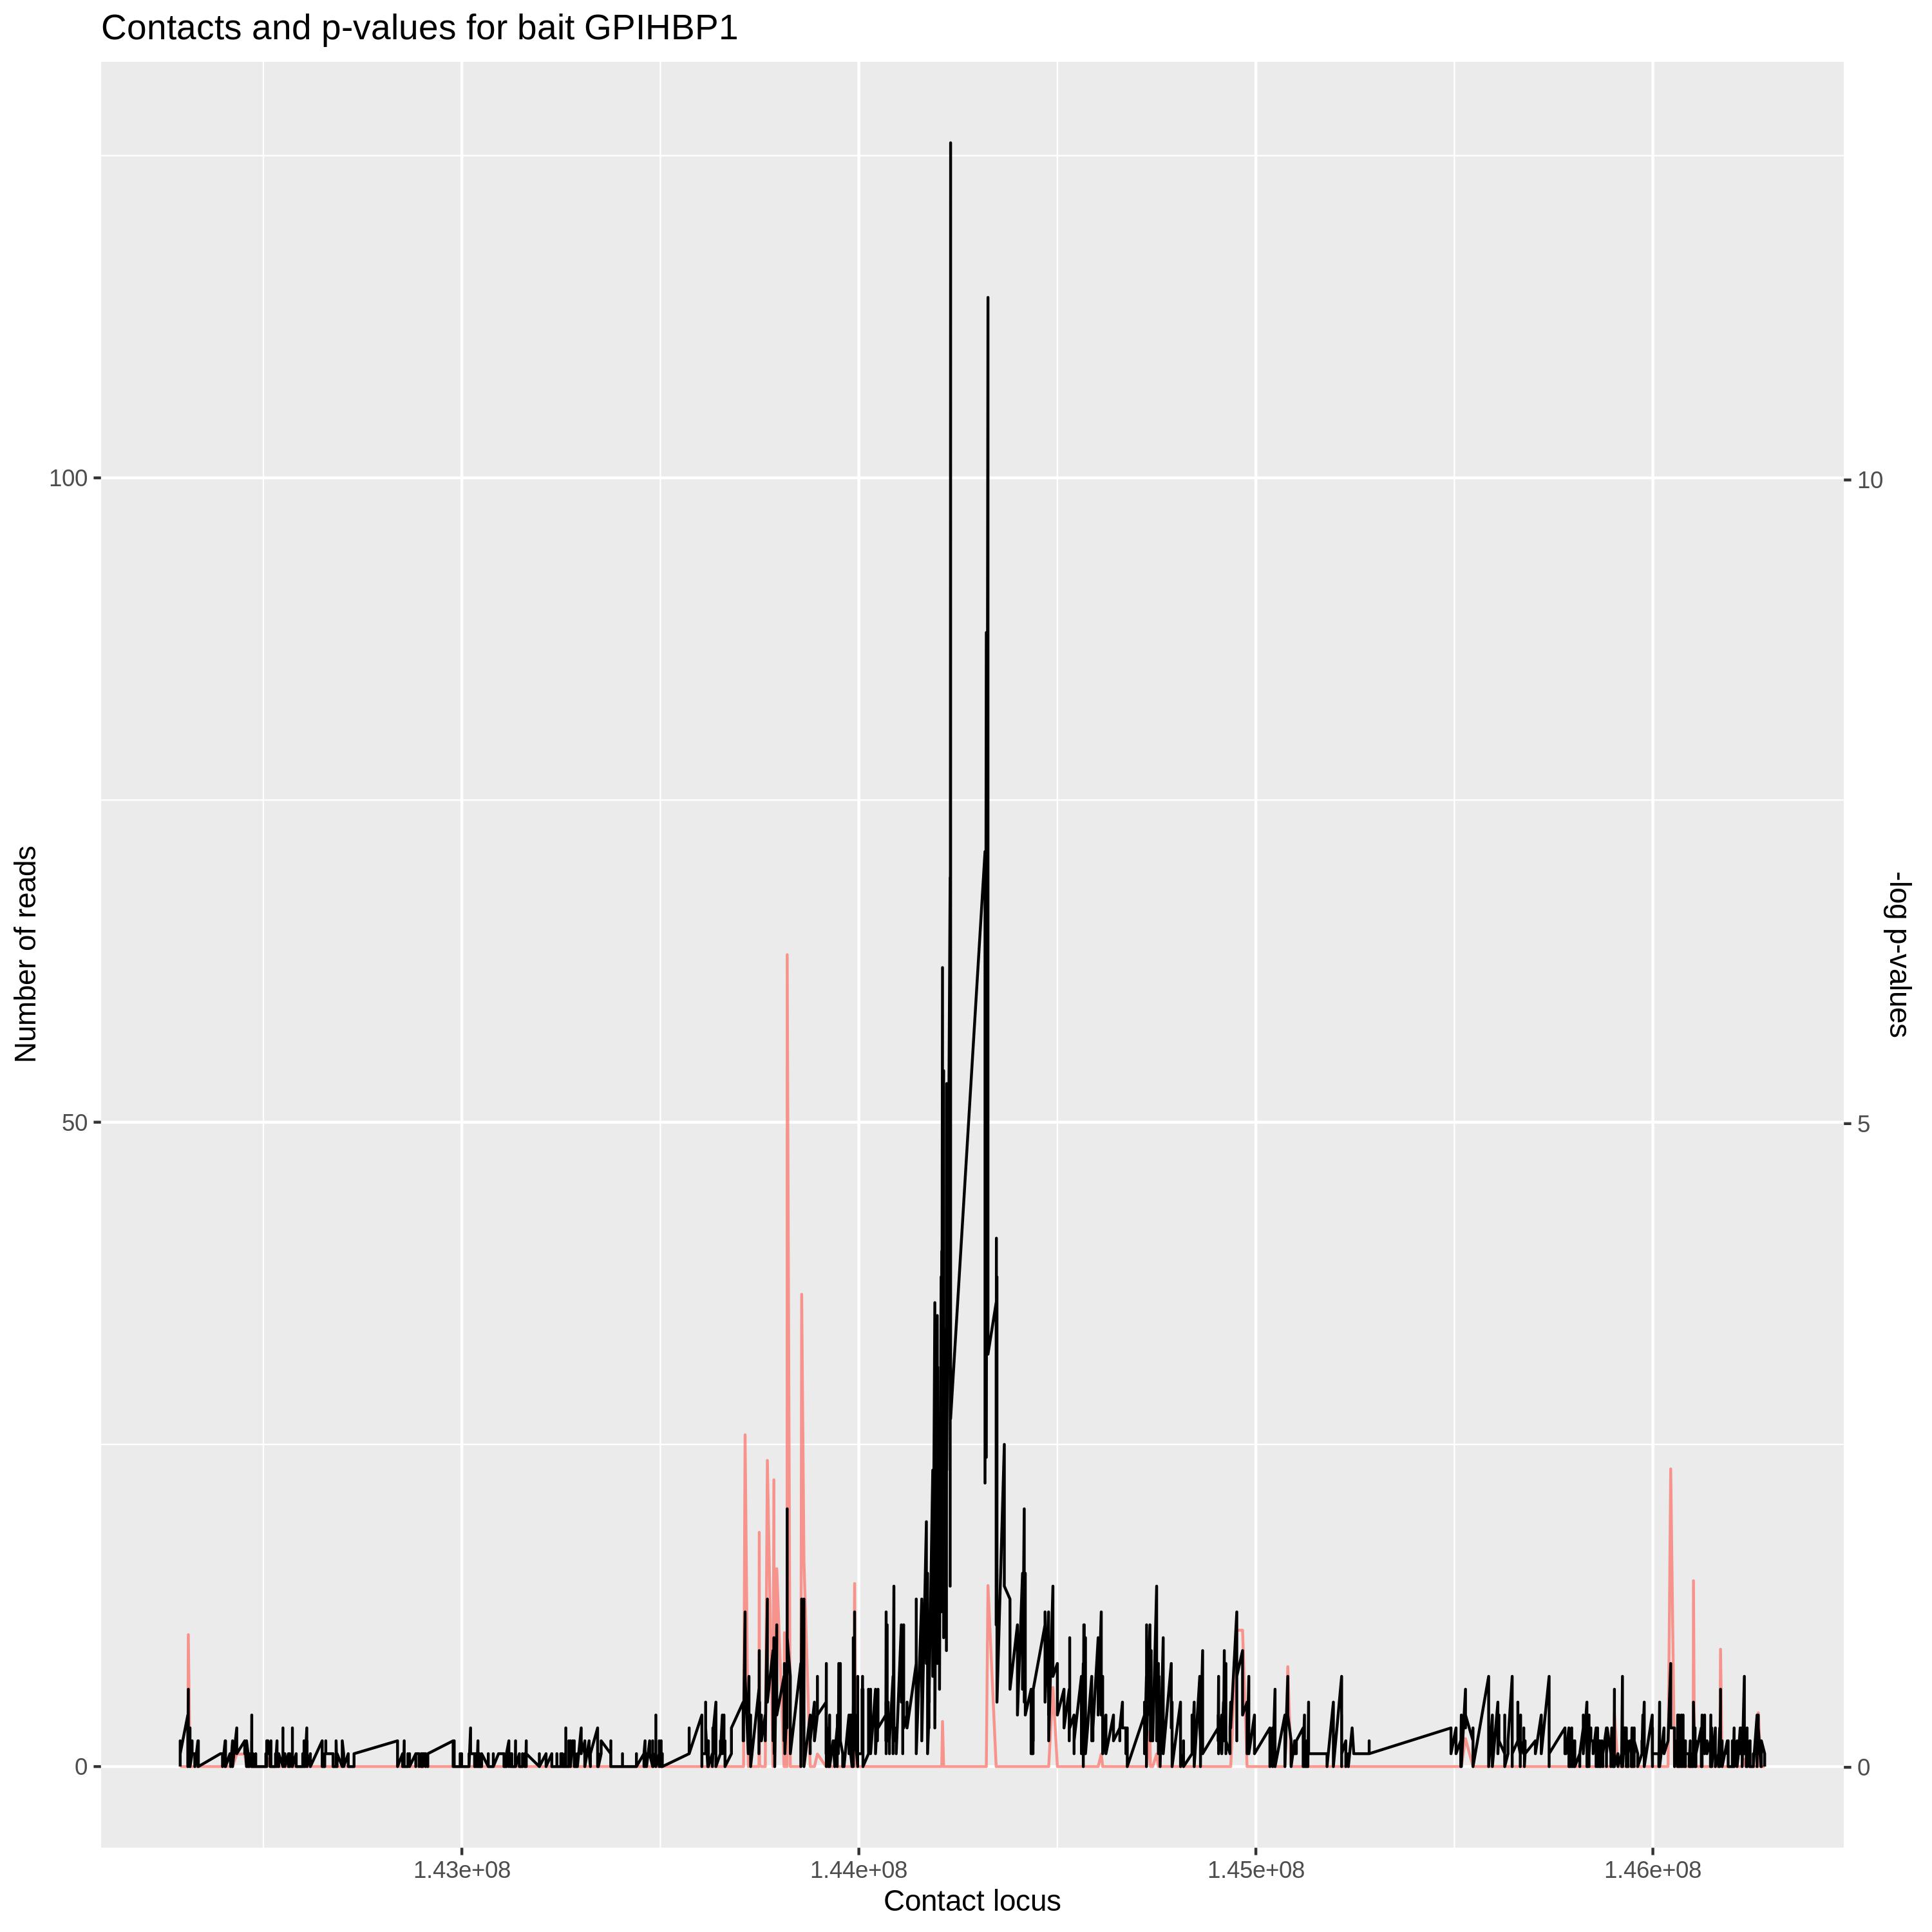 Contacts and p-values for bait GPIHBP1
100
50
0
Number of reads
10
5
0
-log p-values
1.43e+08
1.44e+08
1.45e+08
1.46e+08
Contact locus